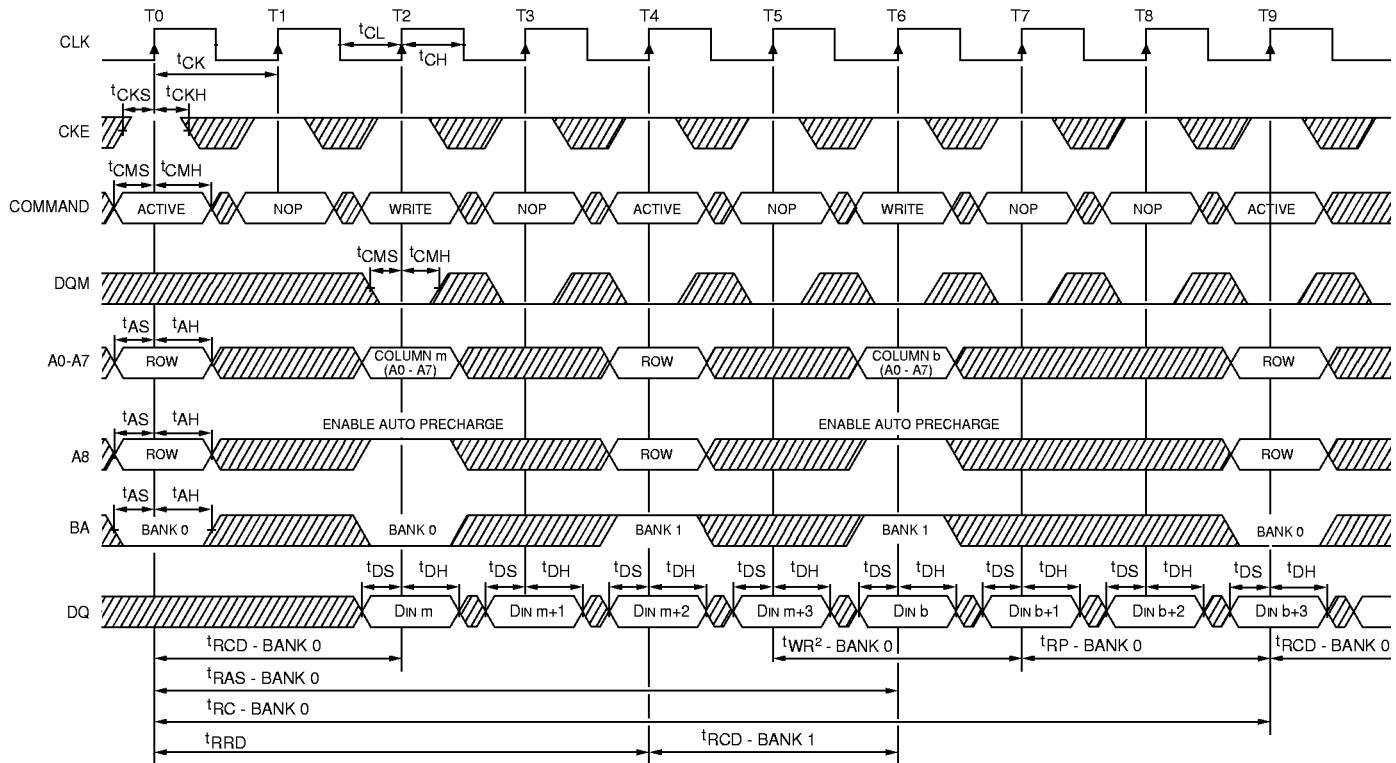 T0 T1 T2 T3 T4 T5 T6 T7 T8 T9
CLK tCL tCH
tCK
tCKS tCKH
CKE
tCMS tCMH
COMMAND ACTIVE NOP WRITE NOP ACTIVE NOP WRITE NOP NOP ACTIVE
tCMS tCMH
DQM
tAS tAH
A0-A7 ROW COLUMN m (A0 - A7) ROW COLUMN b (A0 - A7) ROW
ENABLE AUTO PRECHARGE ENABLE AUTO PRECHARGE
tAS tAH
A8 ROW ROW ROW
tAS tAH
BA BANK 0 BANK 0 BANK 1 BANK 1 BANK 0
tDS tDH tDS tDH tDS tDH tDS tDH tDS tDH tDS tDH tDS tDH tDS tDH
DQ DIN m DIN m+1 DIN m+2 DIN m+3 DIN b DIN b+1 DIN b+2 DIN b+3
tRCD - BANK 0 tWR² - BANK 0 tRP - BANK 0 tRCD - BANK 0
tRAS - BANK 0
tRC - BANK 0
tRRD tRCD - BANK 1